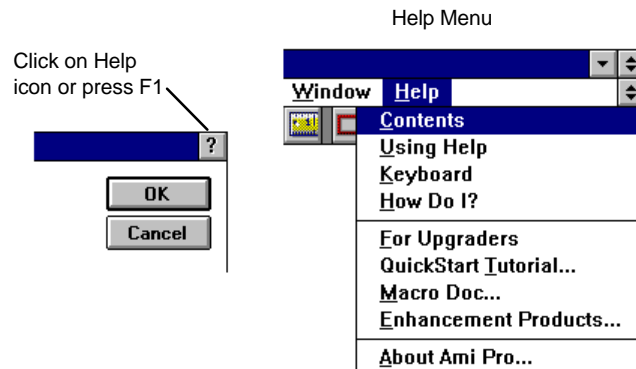 Help Menu
Click on Help
icon or press F1
?
OK
Cancel
Window Help
Contents
Using Help
Keyboard
How Do I?
For Upgraders
QuickStart Tutorial...
Macro Doc...
Enhancement Products...
About Ami Pro...